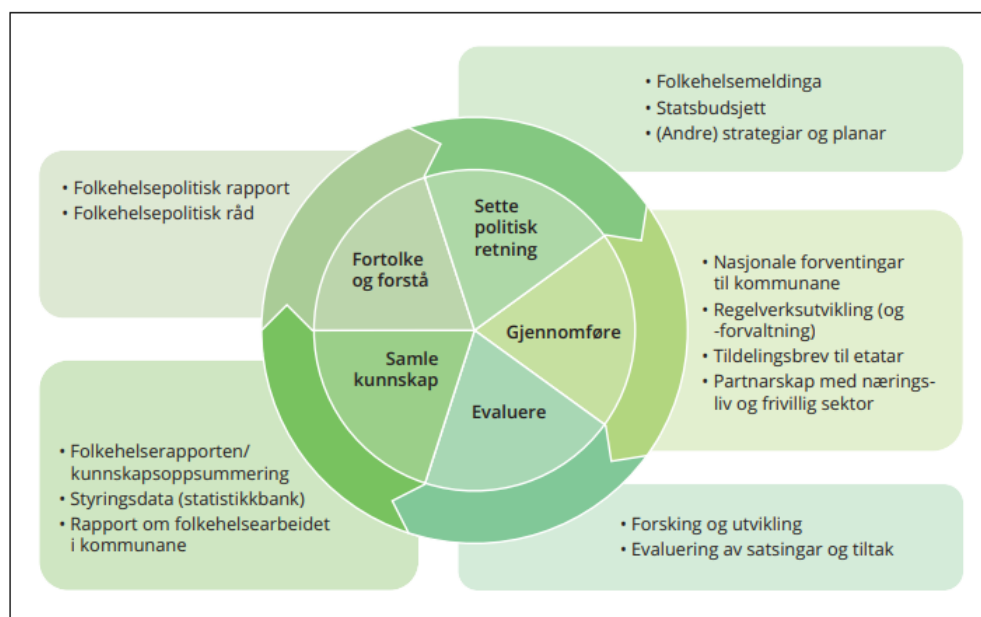 • Folkehelsemeldinga
• Statsbudsjett
• (Andre) strategiar og planar
• Folkehelsepolitisk rapport
• Folkehelsepolitisk råd
Sette
politisk
retning
Fortolke
og forstå
• Nasjonale forventingar
til kommunane
• Regelverksutvikling (og
-forvaltning)
• Tildelingsbrev til etatar
• Partnarskap med nærings-
liv og frivillig sektor
Gjennomføre
Samle
kunnskap
Evaluere
• Folkehelserapporten/
kunnskapsoppsummering
• Styringsdata (statistikkbank)
• Rapport om folkehelsearbeidet
i kommunane
• Forsking og utvikling
• Evaluering av satsingar og tiltak